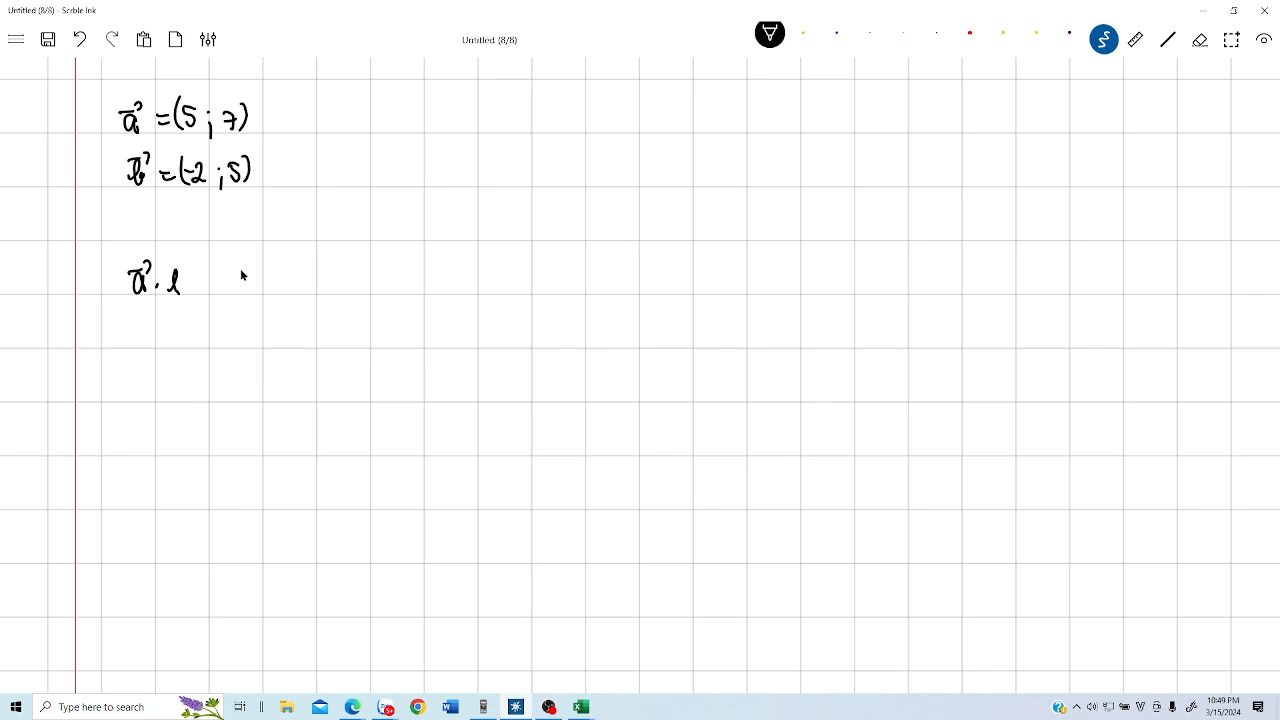 Untitled (8/8) - Scrble Ink
Untitled (8/8)
a⃗ = (5 ; 7)
b⃗ = (-2 ; 5)
a⃗ .
Type here to search
10:49 PM
3/15/2024